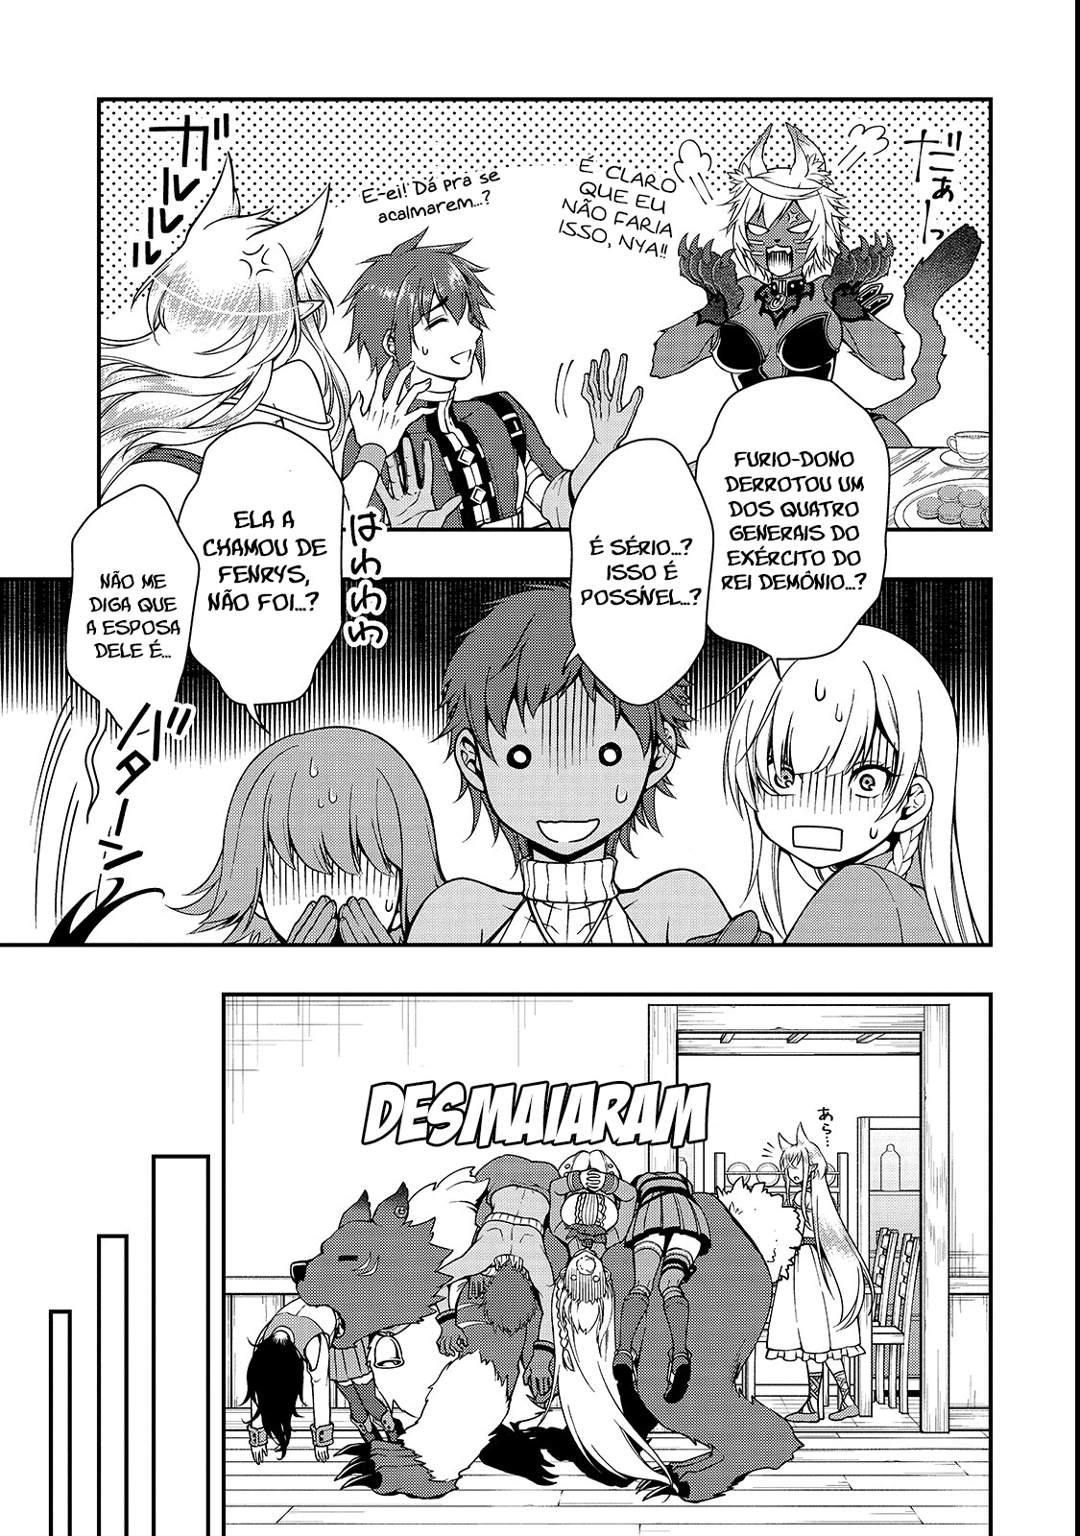 だぁーっ
É CLARO
QUE EU
NÃO FARIA
ISSO, NYA!!
E-ei! Dá pra se
acalmarem...?
ガルルルル
FURIO-DONO
DERROTOU UM
DOS QUATRO
GENERAIS DO
EXÉRCITO DO
REI DEMÔNIO...?
É SÉRIO...?
ISSO É
POSSÍVEL...?
はわわわ
ELA A
CHAMOU DE
FENRYS,
NÃO FOI...?
NÃO ME
DIGA QUE
A ESPOSA
DELE É...
バターン
DESMAIARAM
あら…